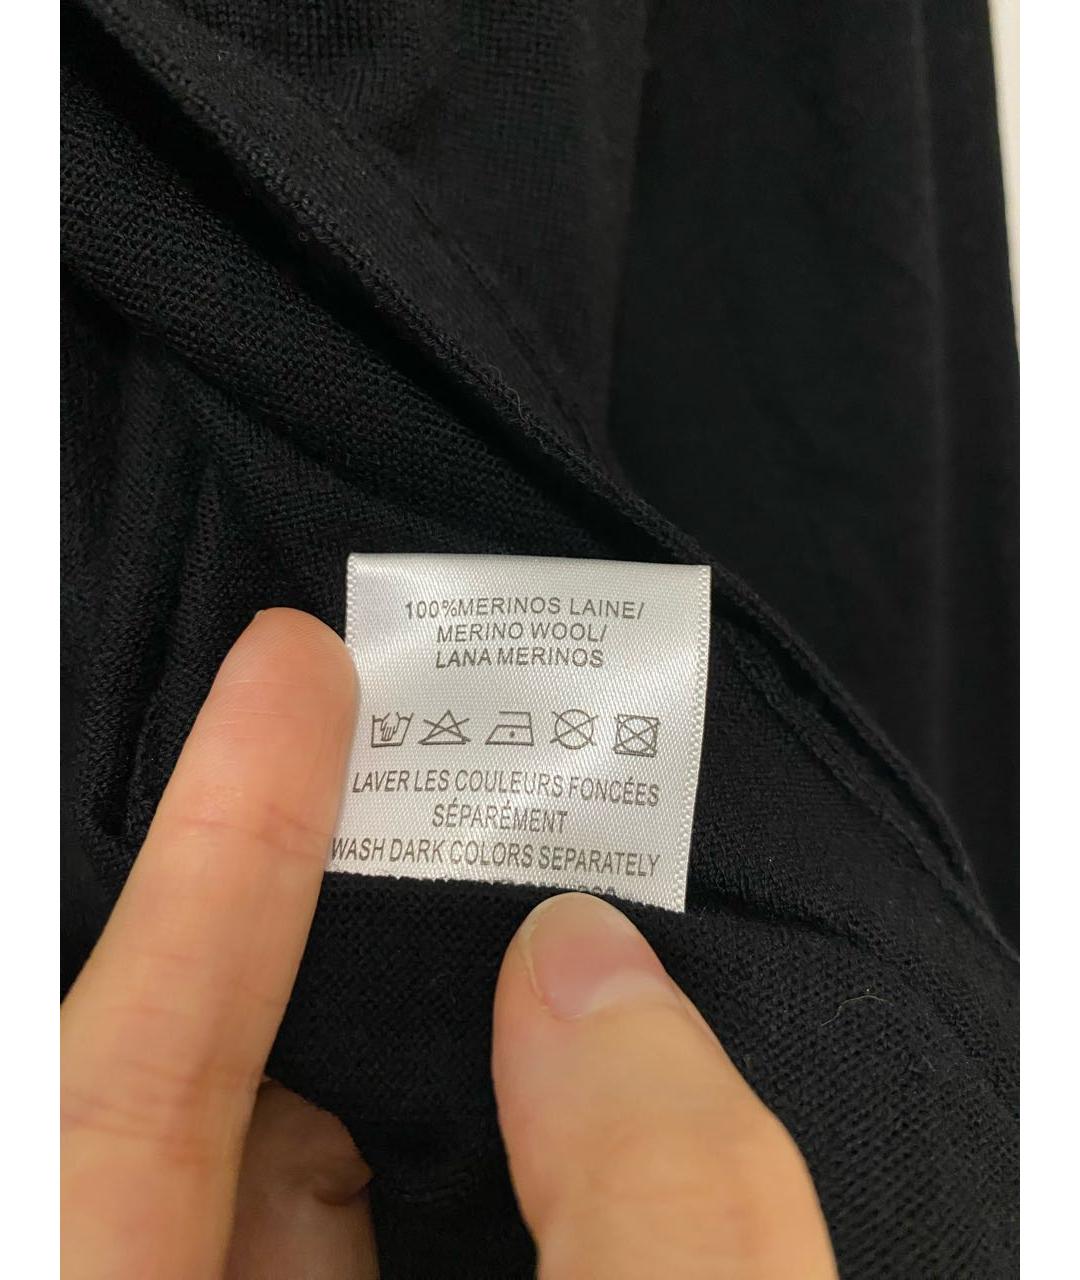 100%MERINOS LAINE/
MERINO WOOL/
LANA MERINOS
LAVER LES COULEURS FONCÉES
SÉPARÉMENT
WASH DARK COLORS SEPARATELY